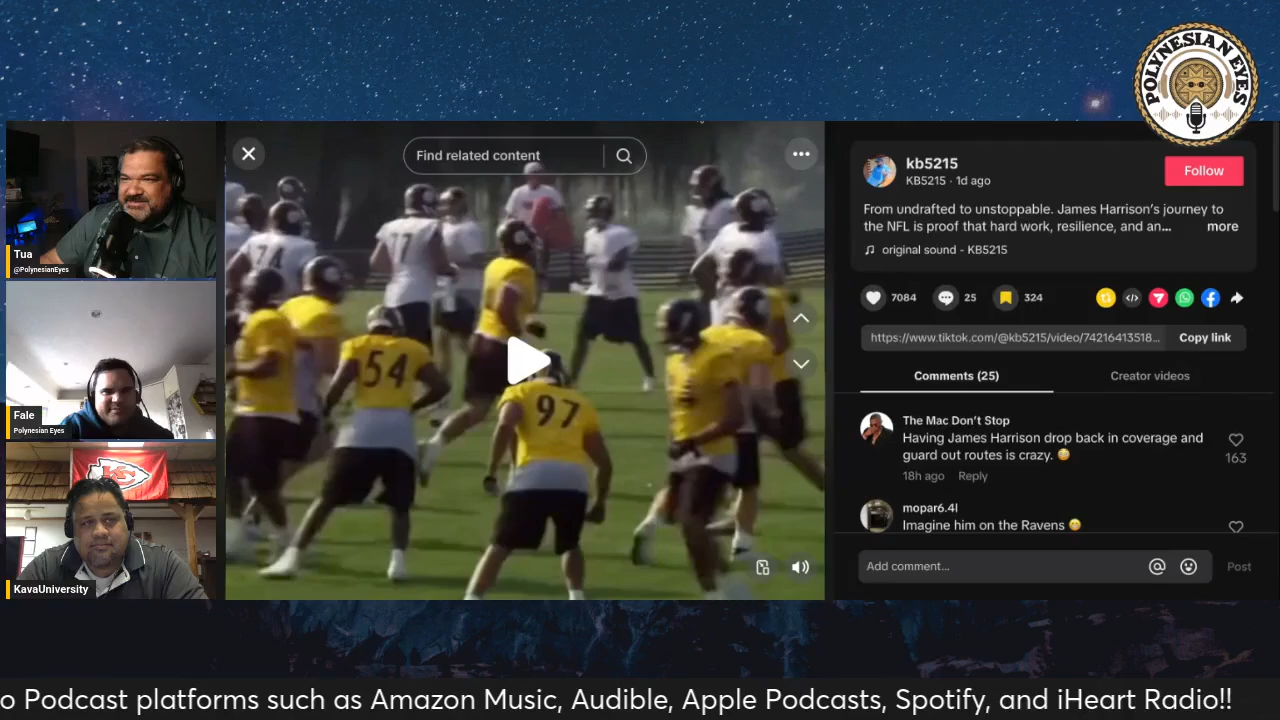 POLYNESIAN EYES
Tua
@PolynesianEyes
Fale
Polynesian Eyes
KC
KavaUniversity
Find related content
74
77
54
97
kb5215
KB5215 · 1d ago
Follow
From undrafted to unstoppable. James Harrison's journey to
the NFL is proof that hard work, resilience, and an... more
original sound - KB5215
7084
25
324
https://www.tiktok.com/@kb5215/video/74216413518...
Copy link
Comments (25)
Creator videos
The Mac Don't Stop
Having James Harrison drop back in coverage and
guard out routes is crazy. 😳
163
18h ago Reply
mopar6.4l
Imagine him on the Ravens 😁
Add comment...
Post
o Podcast platforms such as Amazon Music, Audible, Apple Podcasts, Spotify, and iHeart Radio!!